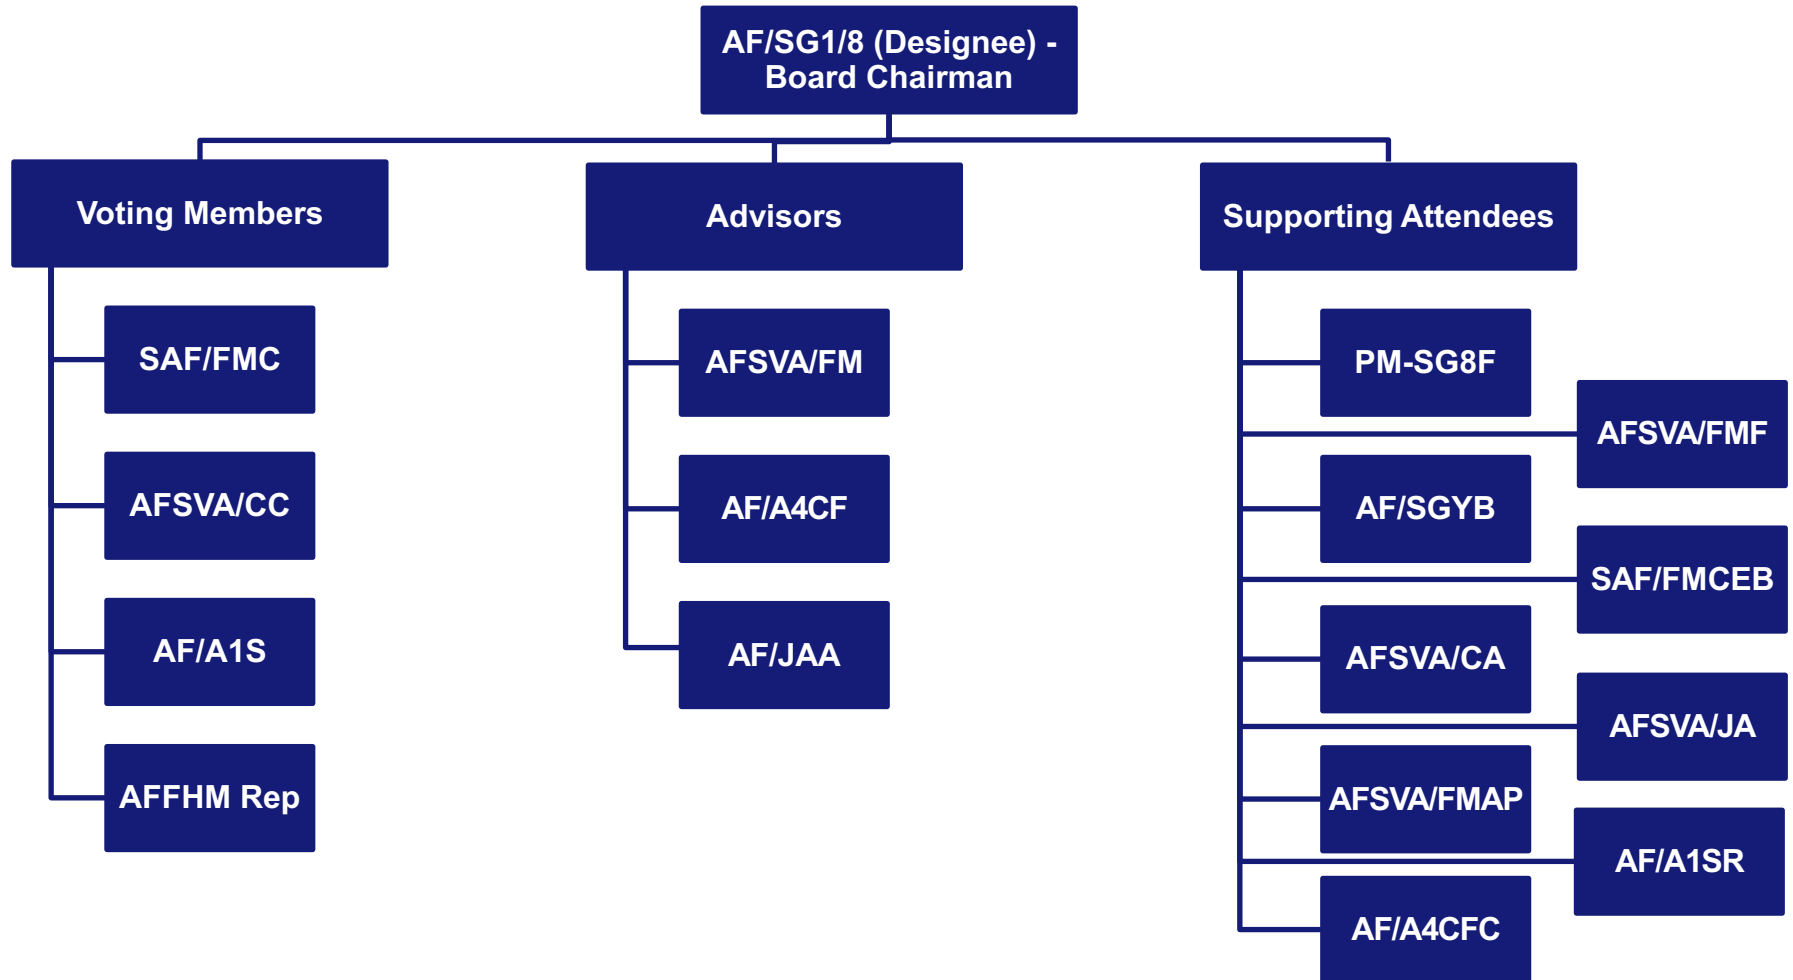 AF/SG1/8 (Designee) -
Board Chairman
Voting Members
SAF/FMC
AFSVA/CC
AF/A1S
AFFHM Rep
Advisors
AFSVA/FM
AF/A4CF
AF/JAA
Supporting Attendees
PM-SG8F
AFSVA/FMF
AF/SGYB
SAF/FMCEB
AFSVA/CA
AFSVA/JA
AFSVA/FMAP
AF/A1SR
AF/A4CFC